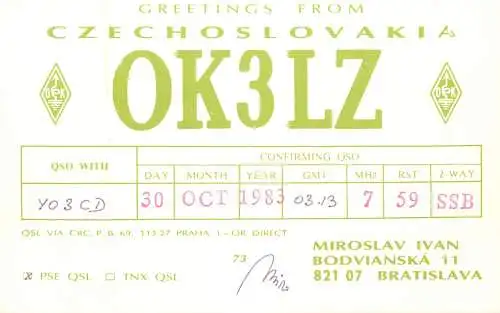 GREETINGS FROM
CZECHOSLOVAKIA
OK3LZ
QSO WITH
CONFIRMING QSO
DAY MONTH YEAR GMT MHz RST 2-WAY
YO3CD 30 OCT 1983 03.13 7 59 SSB
QSL VIA CRC, P. B. 69, 113 27 PRAHA 1 - OR DIRECT
MIROSLAV IVAN
BODVIANSKÁ 11
821 07 BRATISLAVA
73
☒ PSE QSL ☐ TNX QSL